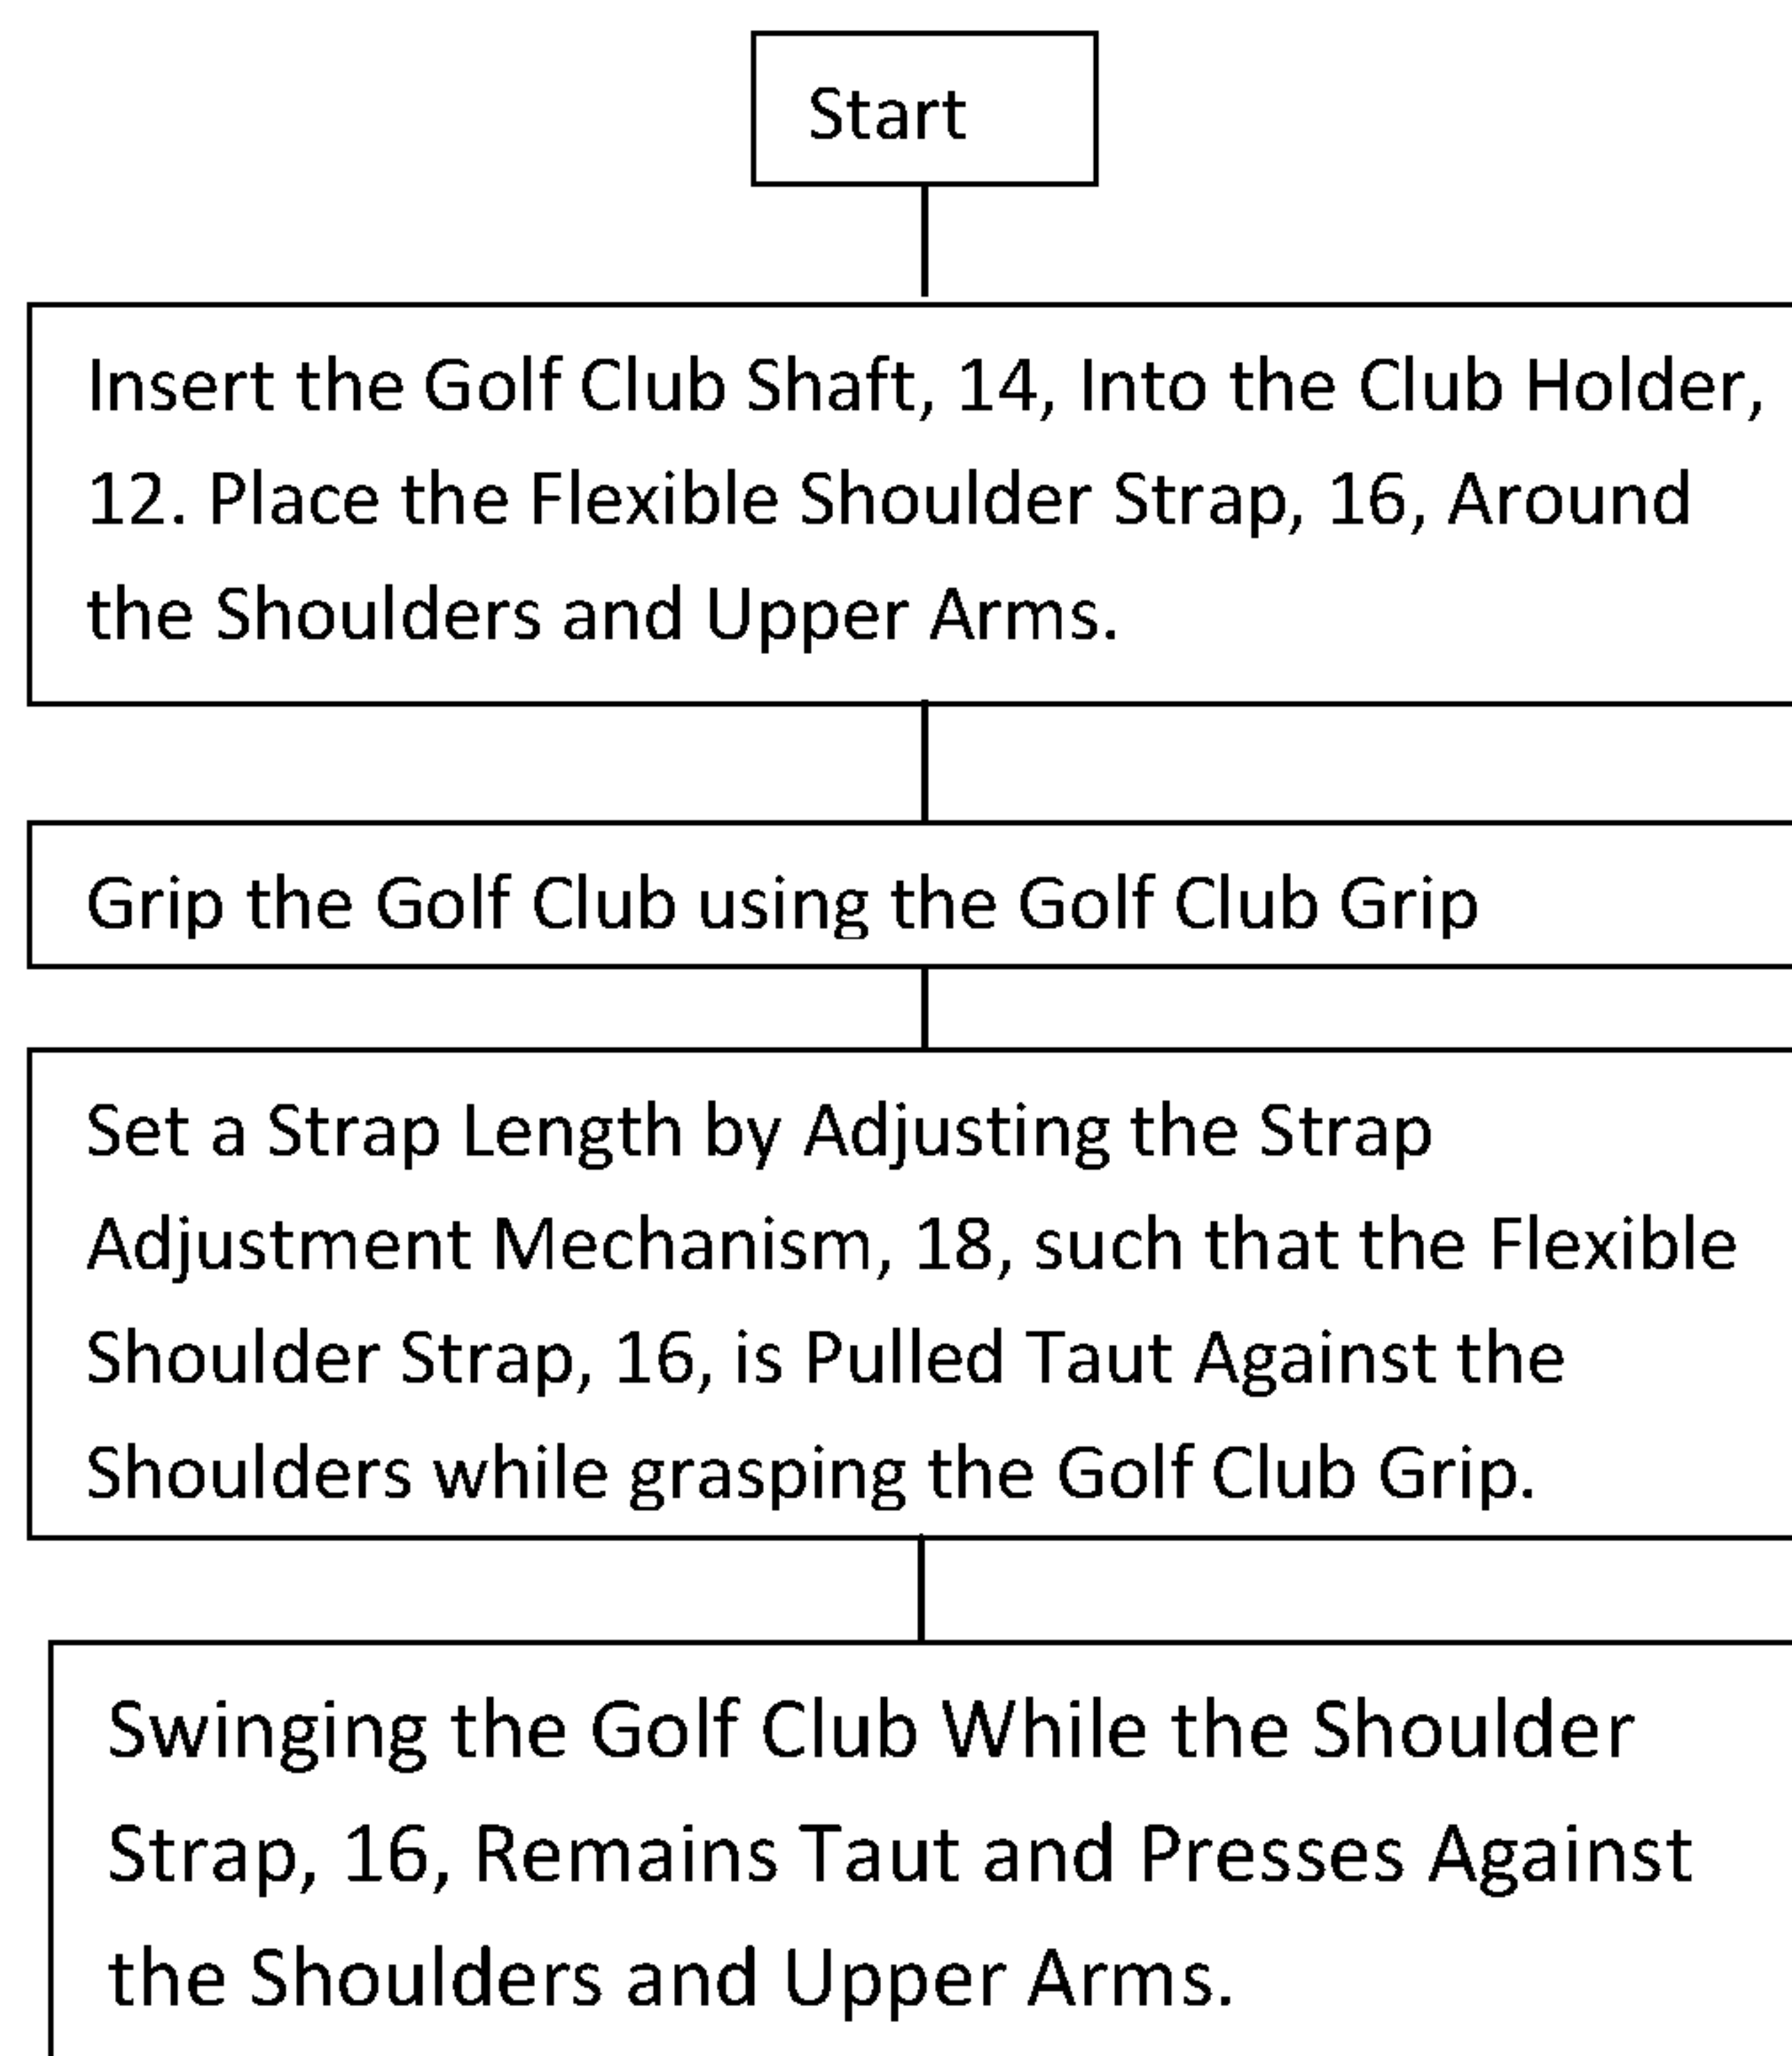 Start
Insert the Golf Club Shaft, 14, Into the Club Holder,
12. Place the Flexible Shoulder Strap, 16, Around
the Shoulders and Upper Arms.
Grip the Golf Club using the Golf Club Grip
Set a Strap Length by Adjusting the Strap
Adjustment Mechanism, 18, such that the Flexible
Shoulder Strap, 16, is Pulled Taut Against the
Shoulders while grasping the Golf Club Grip.
Swinging the Golf Club While the Shoulder
Strap, 16, Remains Taut and Presses Against
the Shoulders and Upper Arms.